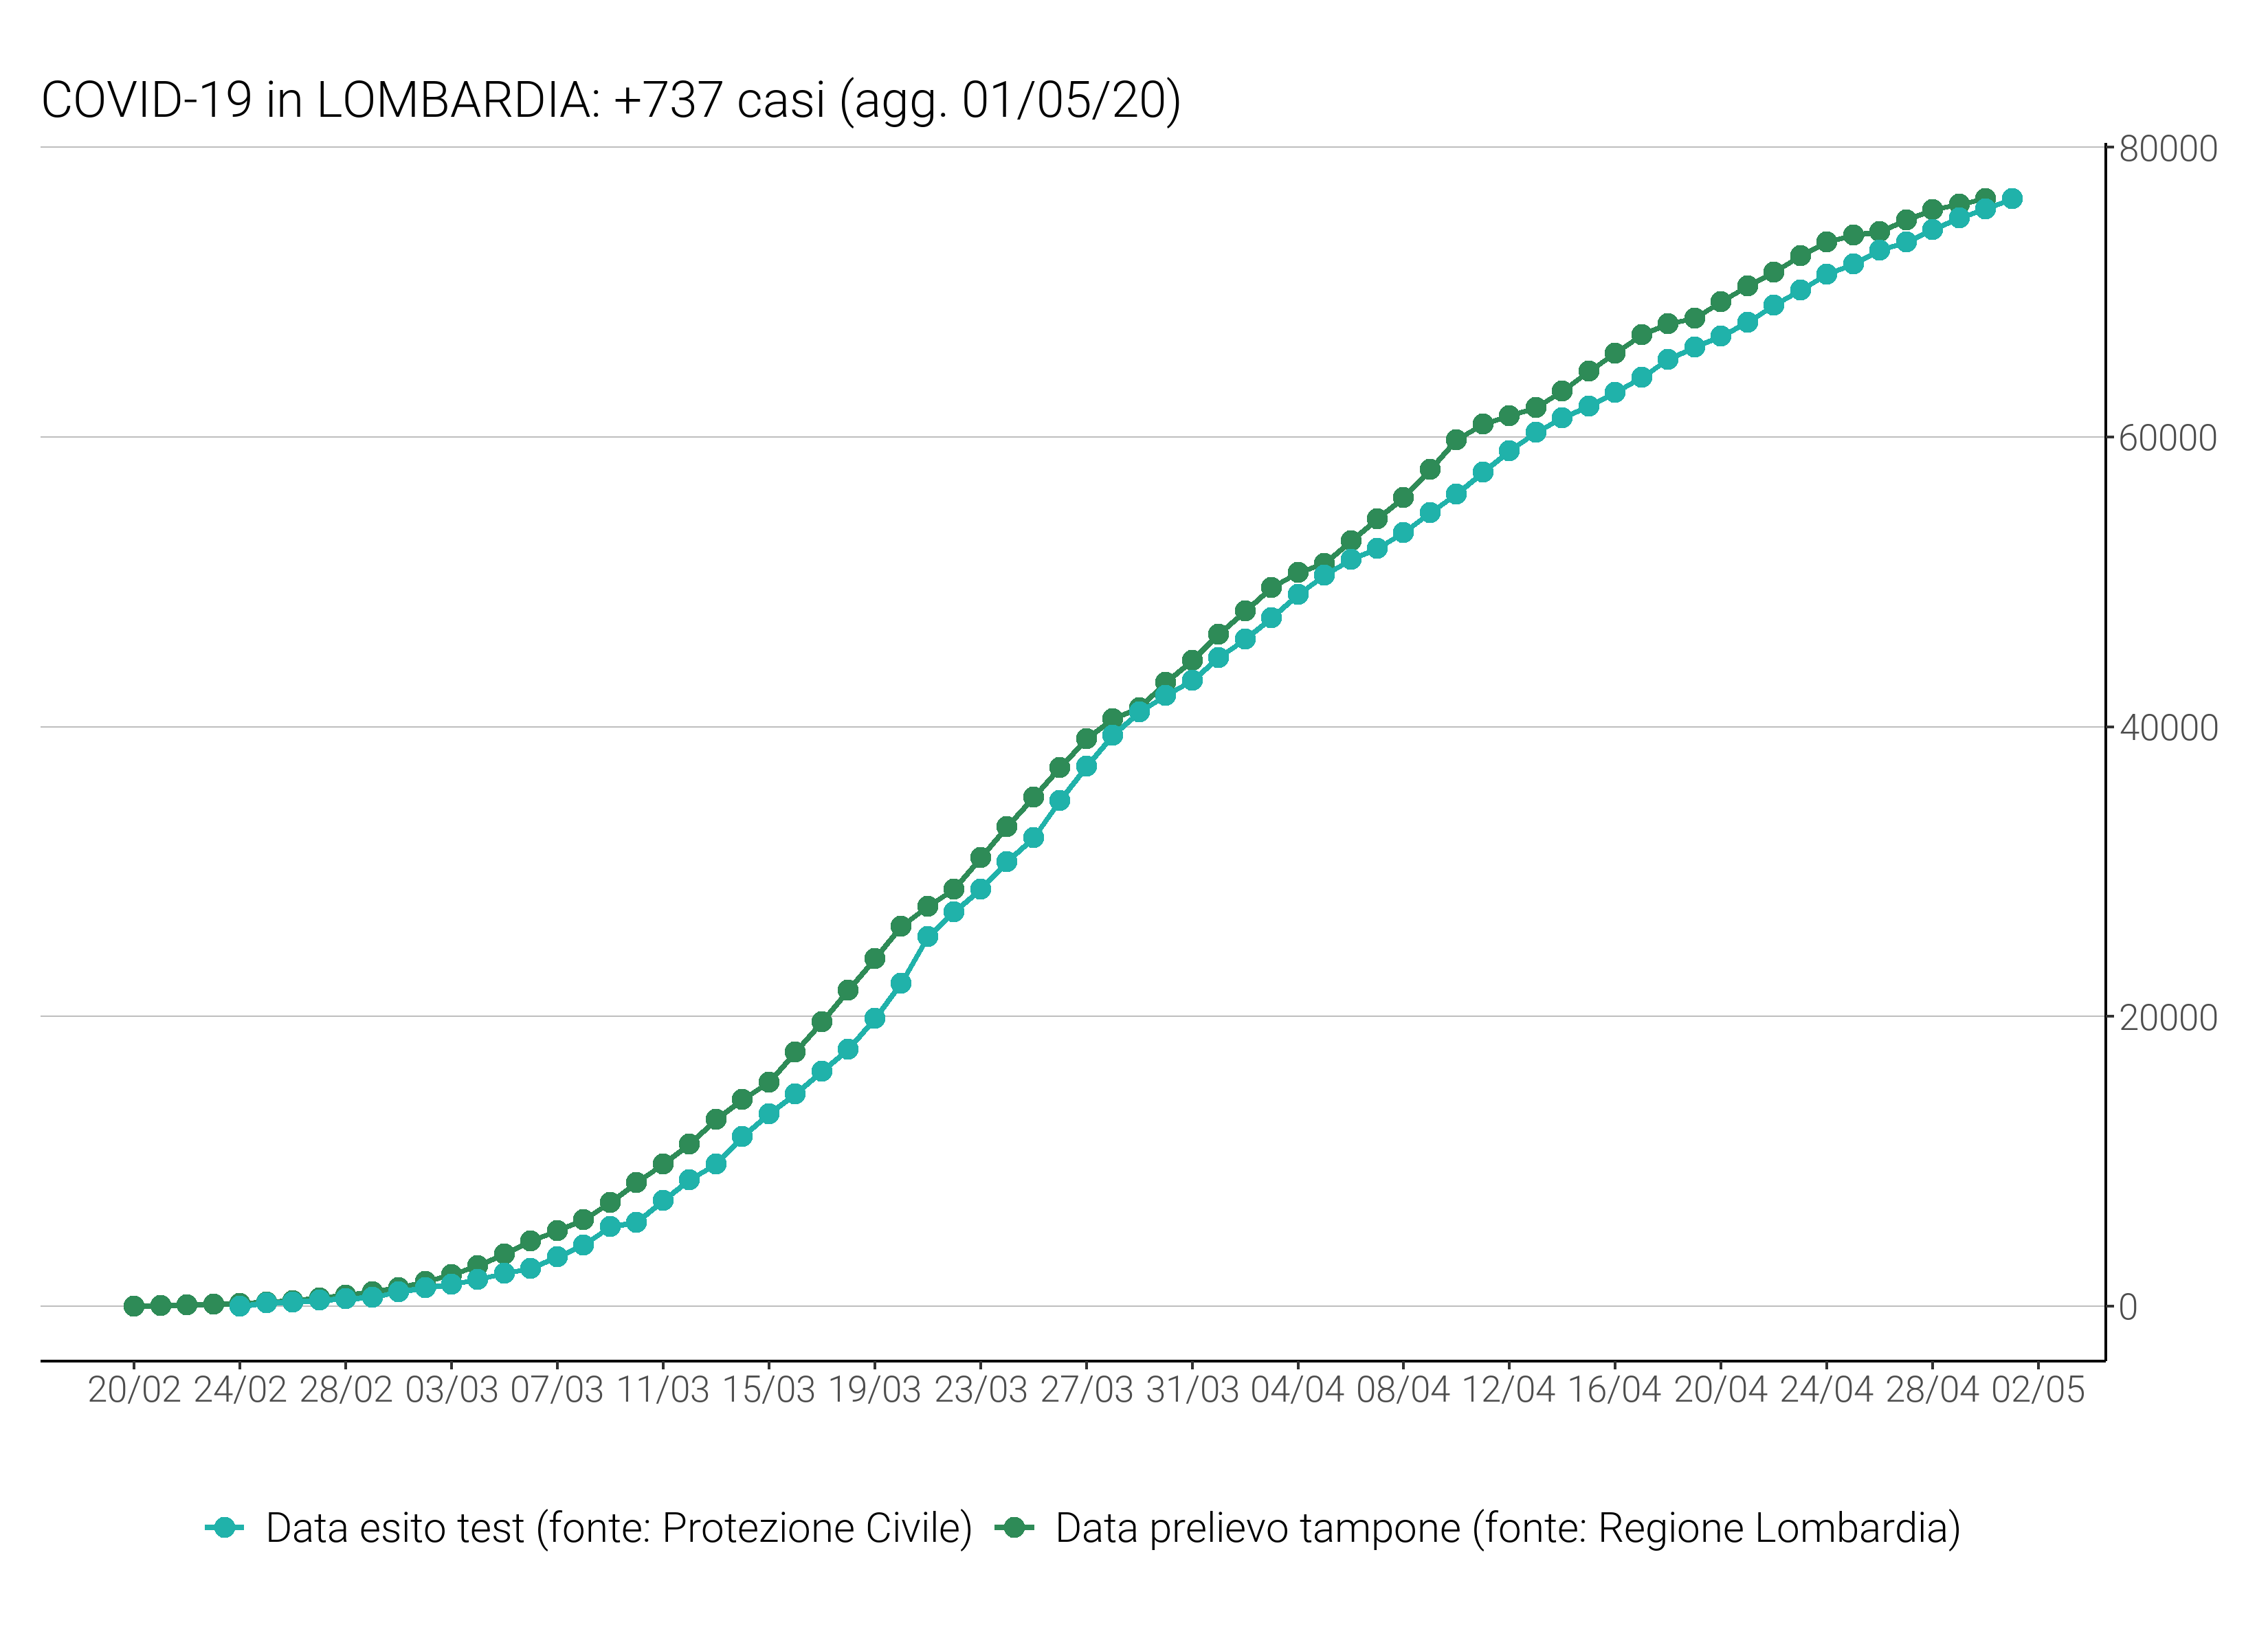 COVID-19 in LOMBARDIA: +737 casi (agg. 01/05/20)
80000
60000
40000
20000
0
20/02 24/02 28/02 03/03 07/03 11/03 15/03 19/03 23/03 27/03 31/03 04/04 08/04 12/04 16/04 20/04 24/04 28/04 02/05
Data esito test (fonte: Protezione Civile) Data prelievo tampone (fonte: Regione Lombardia)